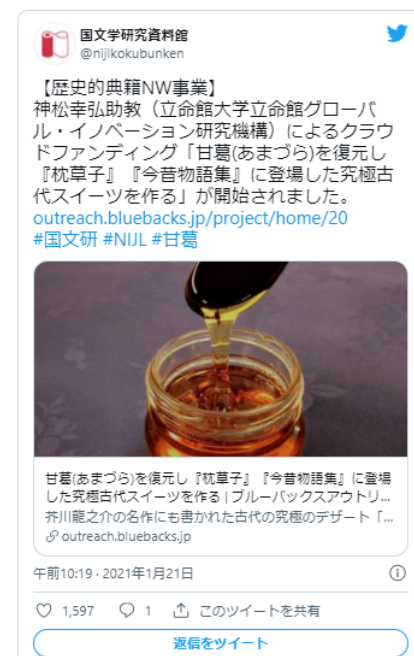 国文学研究資料館
@nijlkokubunken
【歴史的典籍NW事業】
神松幸弘助教（立命館大学立命館グローバ
ル・イノベーション研究機構）によるクラウ
ドファンディング「甘葛(あまづら)を復元し
『枕草子』『今昔物語集』に登場した究極古
代スイーツを作る」が開始されました。
outreach.bluebacks.jp/project/home/20
#国文研 #NIJL #甘葛
甘葛(あまづら)を復元し『枕草子』『今昔物語集』に登場
した究極古代スイーツを作る | ブルーバックスアウトリ...
芥川龍之介の名作にも書かれた古代の究極のデザート「...
outreach.bluebacks.jp
午前10:19 · 2021年1月21日
1,597 1 このツイートを共有
返信をツイート